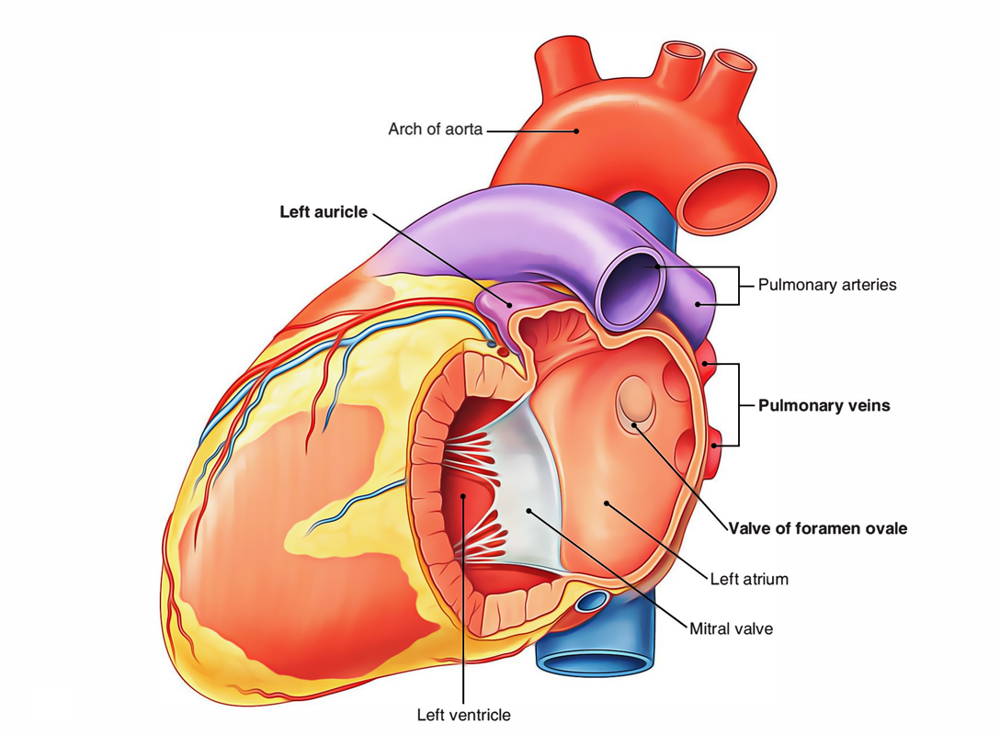 Arch of aorta
Left auricle
Pulmonary arteries
Pulmonary veins
Valve of foramen ovale
Left atrium
Mitral valve
Left ventricle